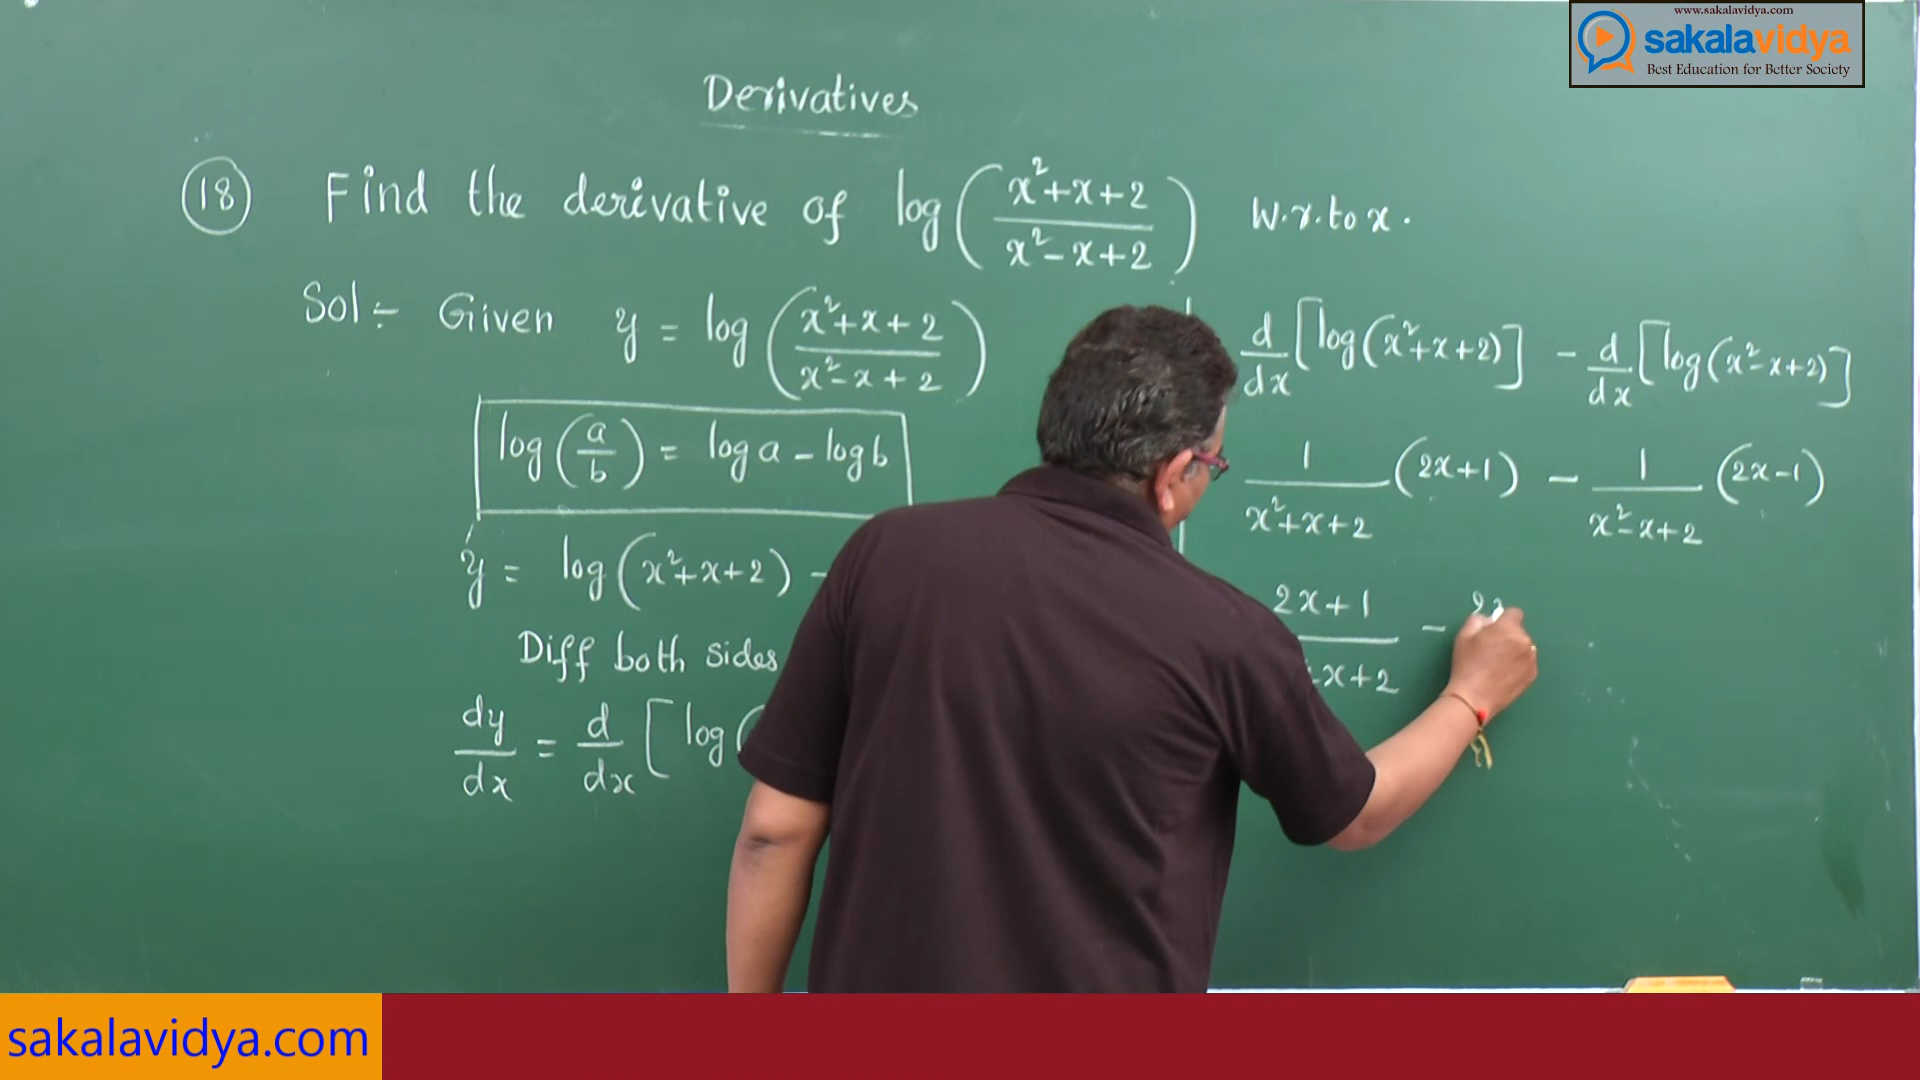 www.sakalavidya.com
sakalavidya
Best Education for Better Society
Derivatives
18 Find the derivative of log((x²+x+2)/(x²-x+2)) w.r.to x.
Sol:- Given y = log((x²+x+2)/(x²-x+2))
log(a/b) = log a - log b
y = log(x²+x+2) -
Diff both sides
dy/dx = d/dx [log(
d/dx [log(x²+x+2)] - d/dx [log(x²-x+2)]
1/(x²+x+2) (2x+1) - 1/(x²-x+2) (2x-1)
2x+1 / x+2 - 2x
sakalavidya.com